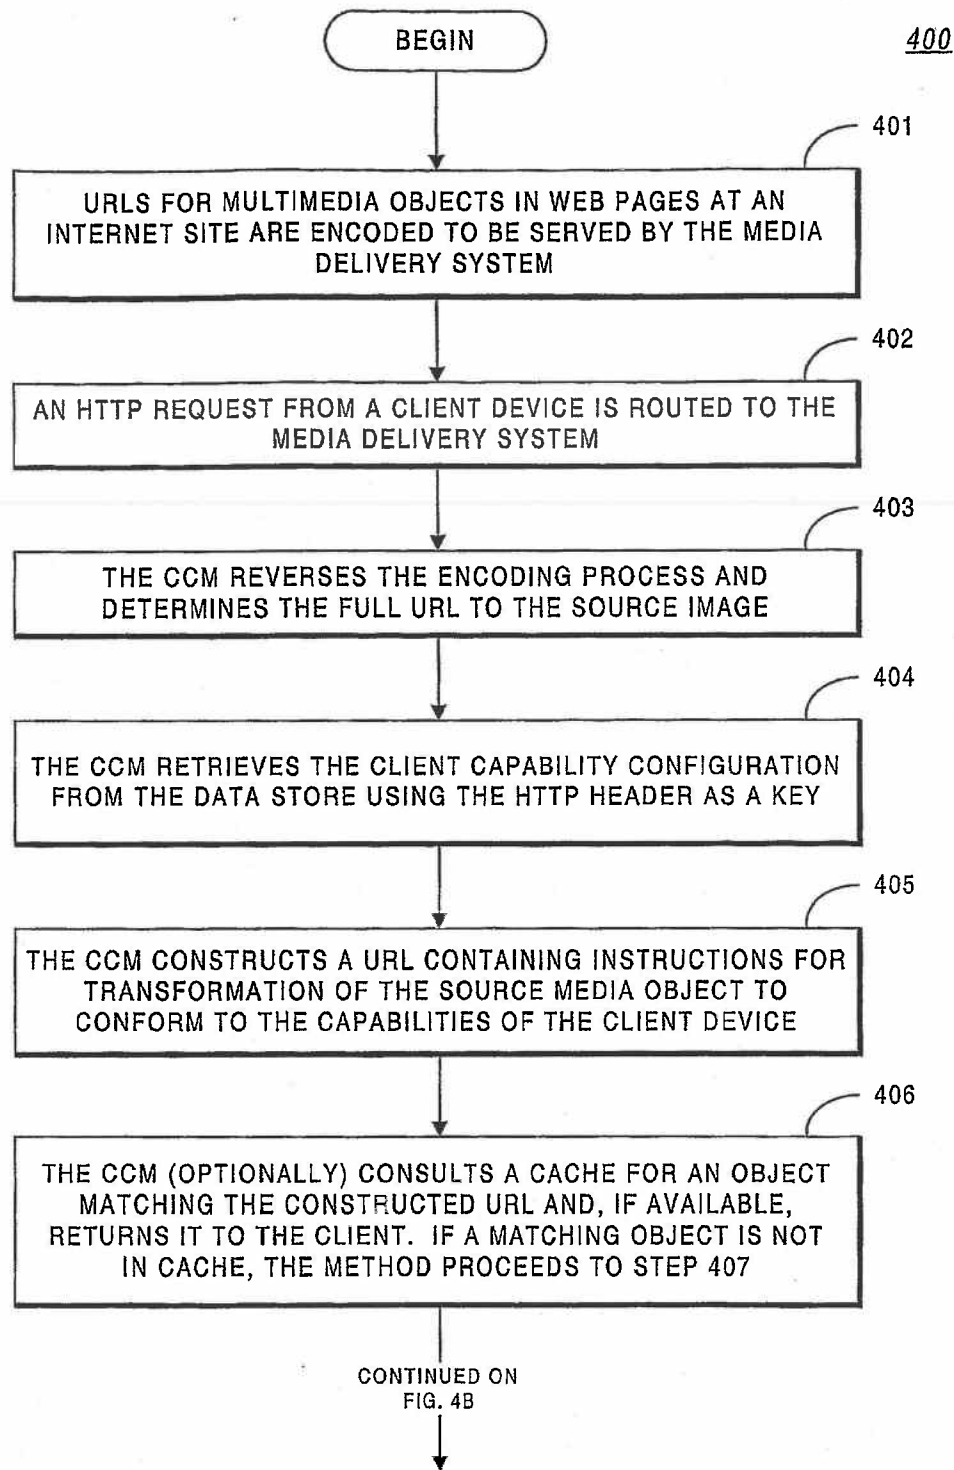 BEGIN
400
401
URLS FOR MULTIMEDIA OBJECTS IN WEB PAGES AT AN
INTERNET SITE ARE ENCODED TO BE SERVED BY THE MEDIA
DELIVERY SYSTEM
402
AN HTTP REQUEST FROM A CLIENT DEVICE IS ROUTED TO THE
MEDIA DELIVERY SYSTEM
403
THE CCM REVERSES THE ENCODING PROCESS AND
DETERMINES THE FULL URL TO THE SOURCE IMAGE
404
THE CCM RETRIEVES THE CLIENT CAPABILITY CONFIGURATION
FROM THE DATA STORE USING THE HTTP HEADER AS A KEY
405
THE CCM CONSTRUCTS A URL CONTAINING INSTRUCTIONS FOR
TRANSFORMATION OF THE SOURCE MEDIA OBJECT TO
CONFORM TO THE CAPABILITIES OF THE CLIENT DEVICE
406
THE CCM (OPTIONALLY) CONSULTS A CACHE FOR AN OBJECT
MATCHING THE CONSTRUCTED URL AND, IF AVAILABLE,
RETURNS IT TO THE CLIENT. IF A MATCHING OBJECT IS NOT
IN CACHE, THE METHOD PROCEEDS TO STEP 407
CONTINUED ON
FIG. 4B